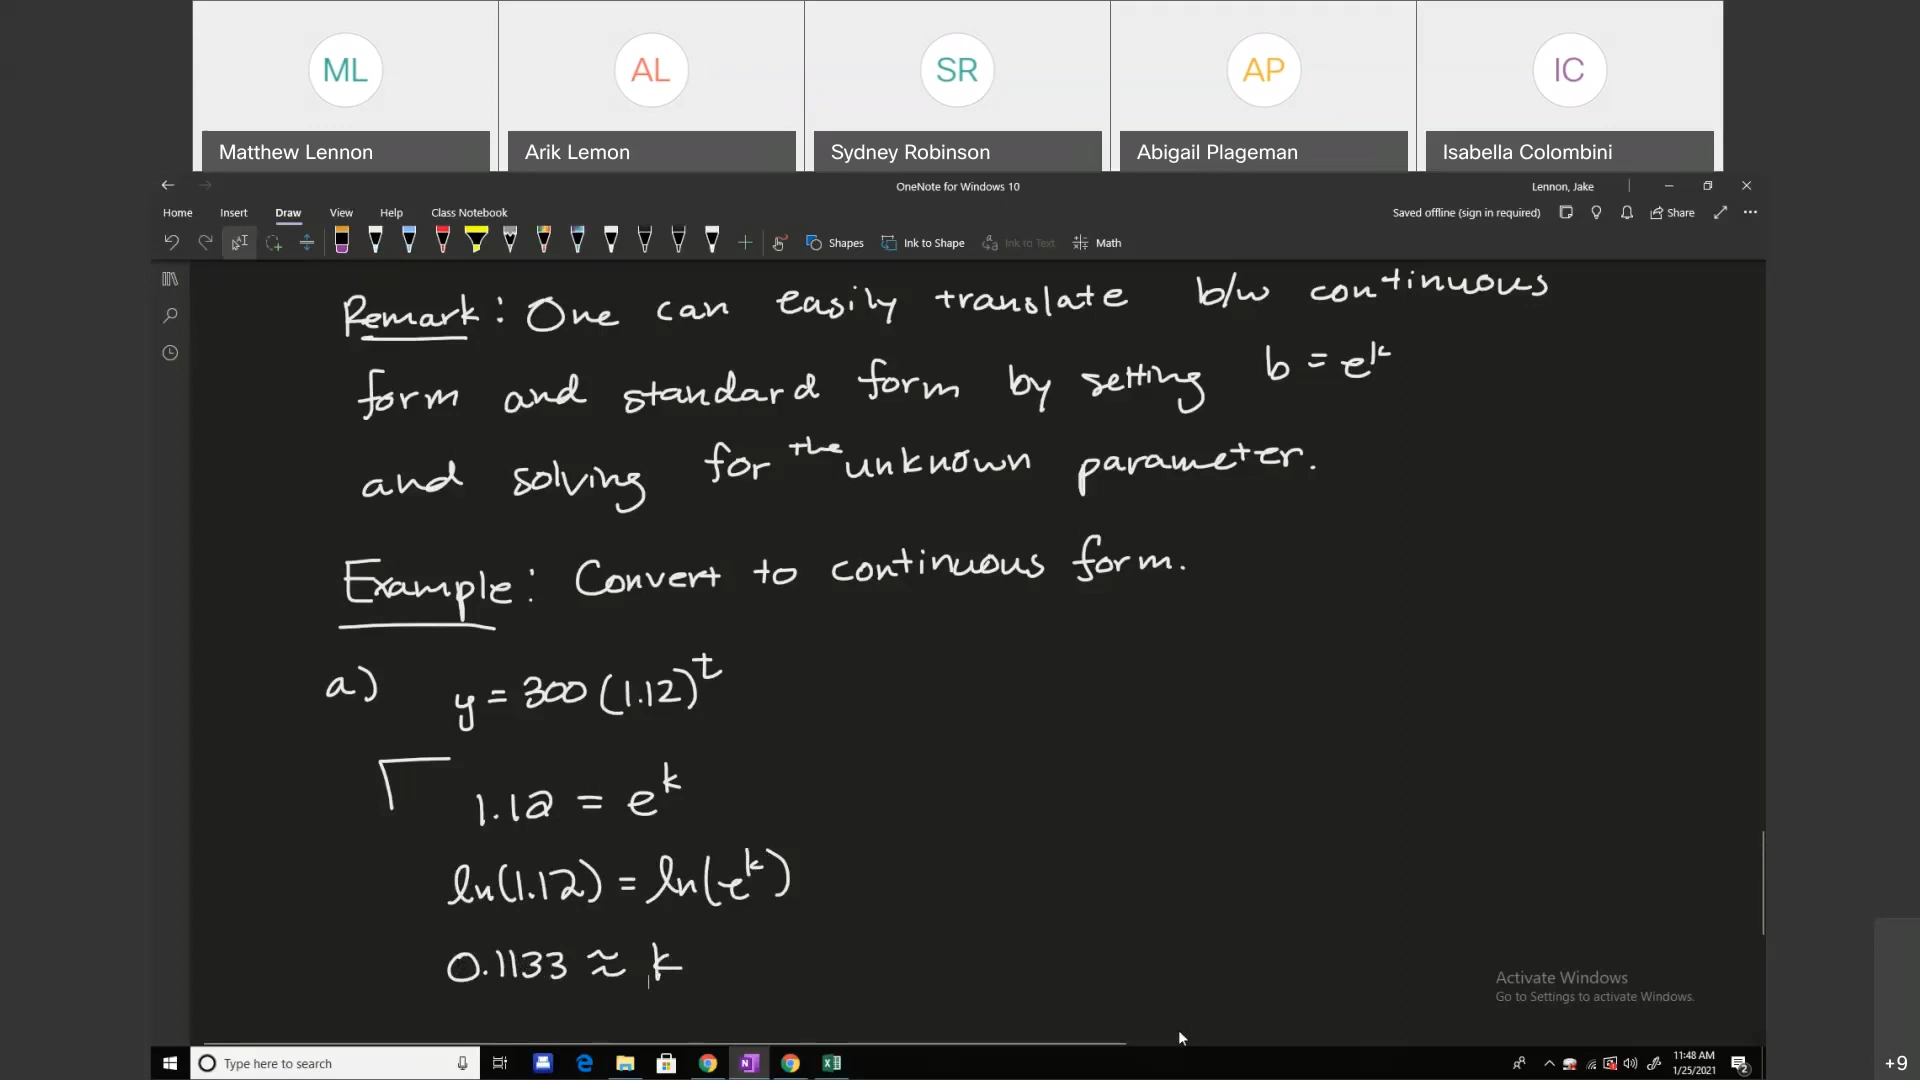 ML
AL
SR
AP
IC
Matthew Lennon
Arik Lemon
Sydney Robinson
Abigail Plageman
Isabella Colombini
OneNote for Windows 10
Lennon, Jake
Home Insert Draw View Help Class Notebook
Saved offline (sign in required)
Share
Shapes
Ink to Shape
Ink to Text
Math
Remark: One can easily translate b/w continuous
form and standard form by setting b = e^k
and solving for the unknown parameter.
Example: Convert to continuous form.
a) y = 300 (1.12)^t
1.12 = e^k
ln(1.12) = ln(e^k)
0.1133 ≈ k
Activate Windows
Go to Settings to activate Windows.
Type here to search
11:48 AM
1/25/2021
2
+9